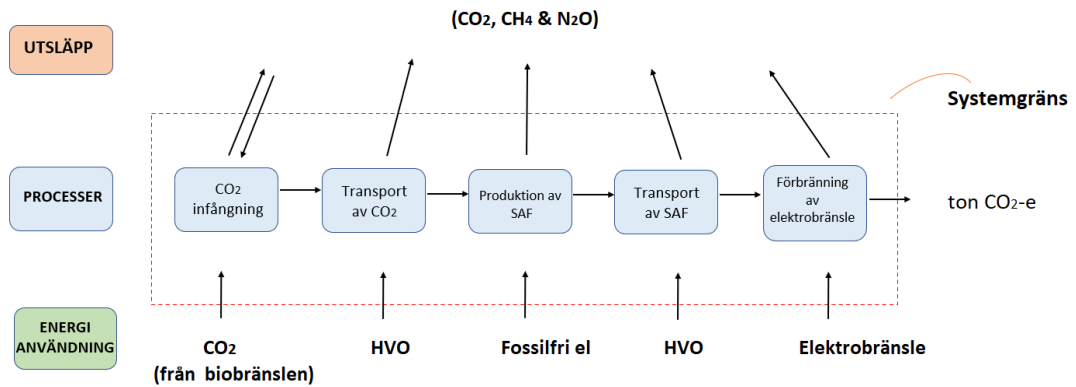 (CO2, CH4 & N2O)
UTSLÄPP
Systemgräns
PROCESSER
CO2
infångning
Transport
av CO2
Produktion av
SAF
Transport
av SAF
Förbränning
av
elektrobränsle
ton CO2-e
ENERGI
ANVÄNDNING
CO2
(från biobränslen)
HVO
Fossilfri el
HVO
Elektrobränsle